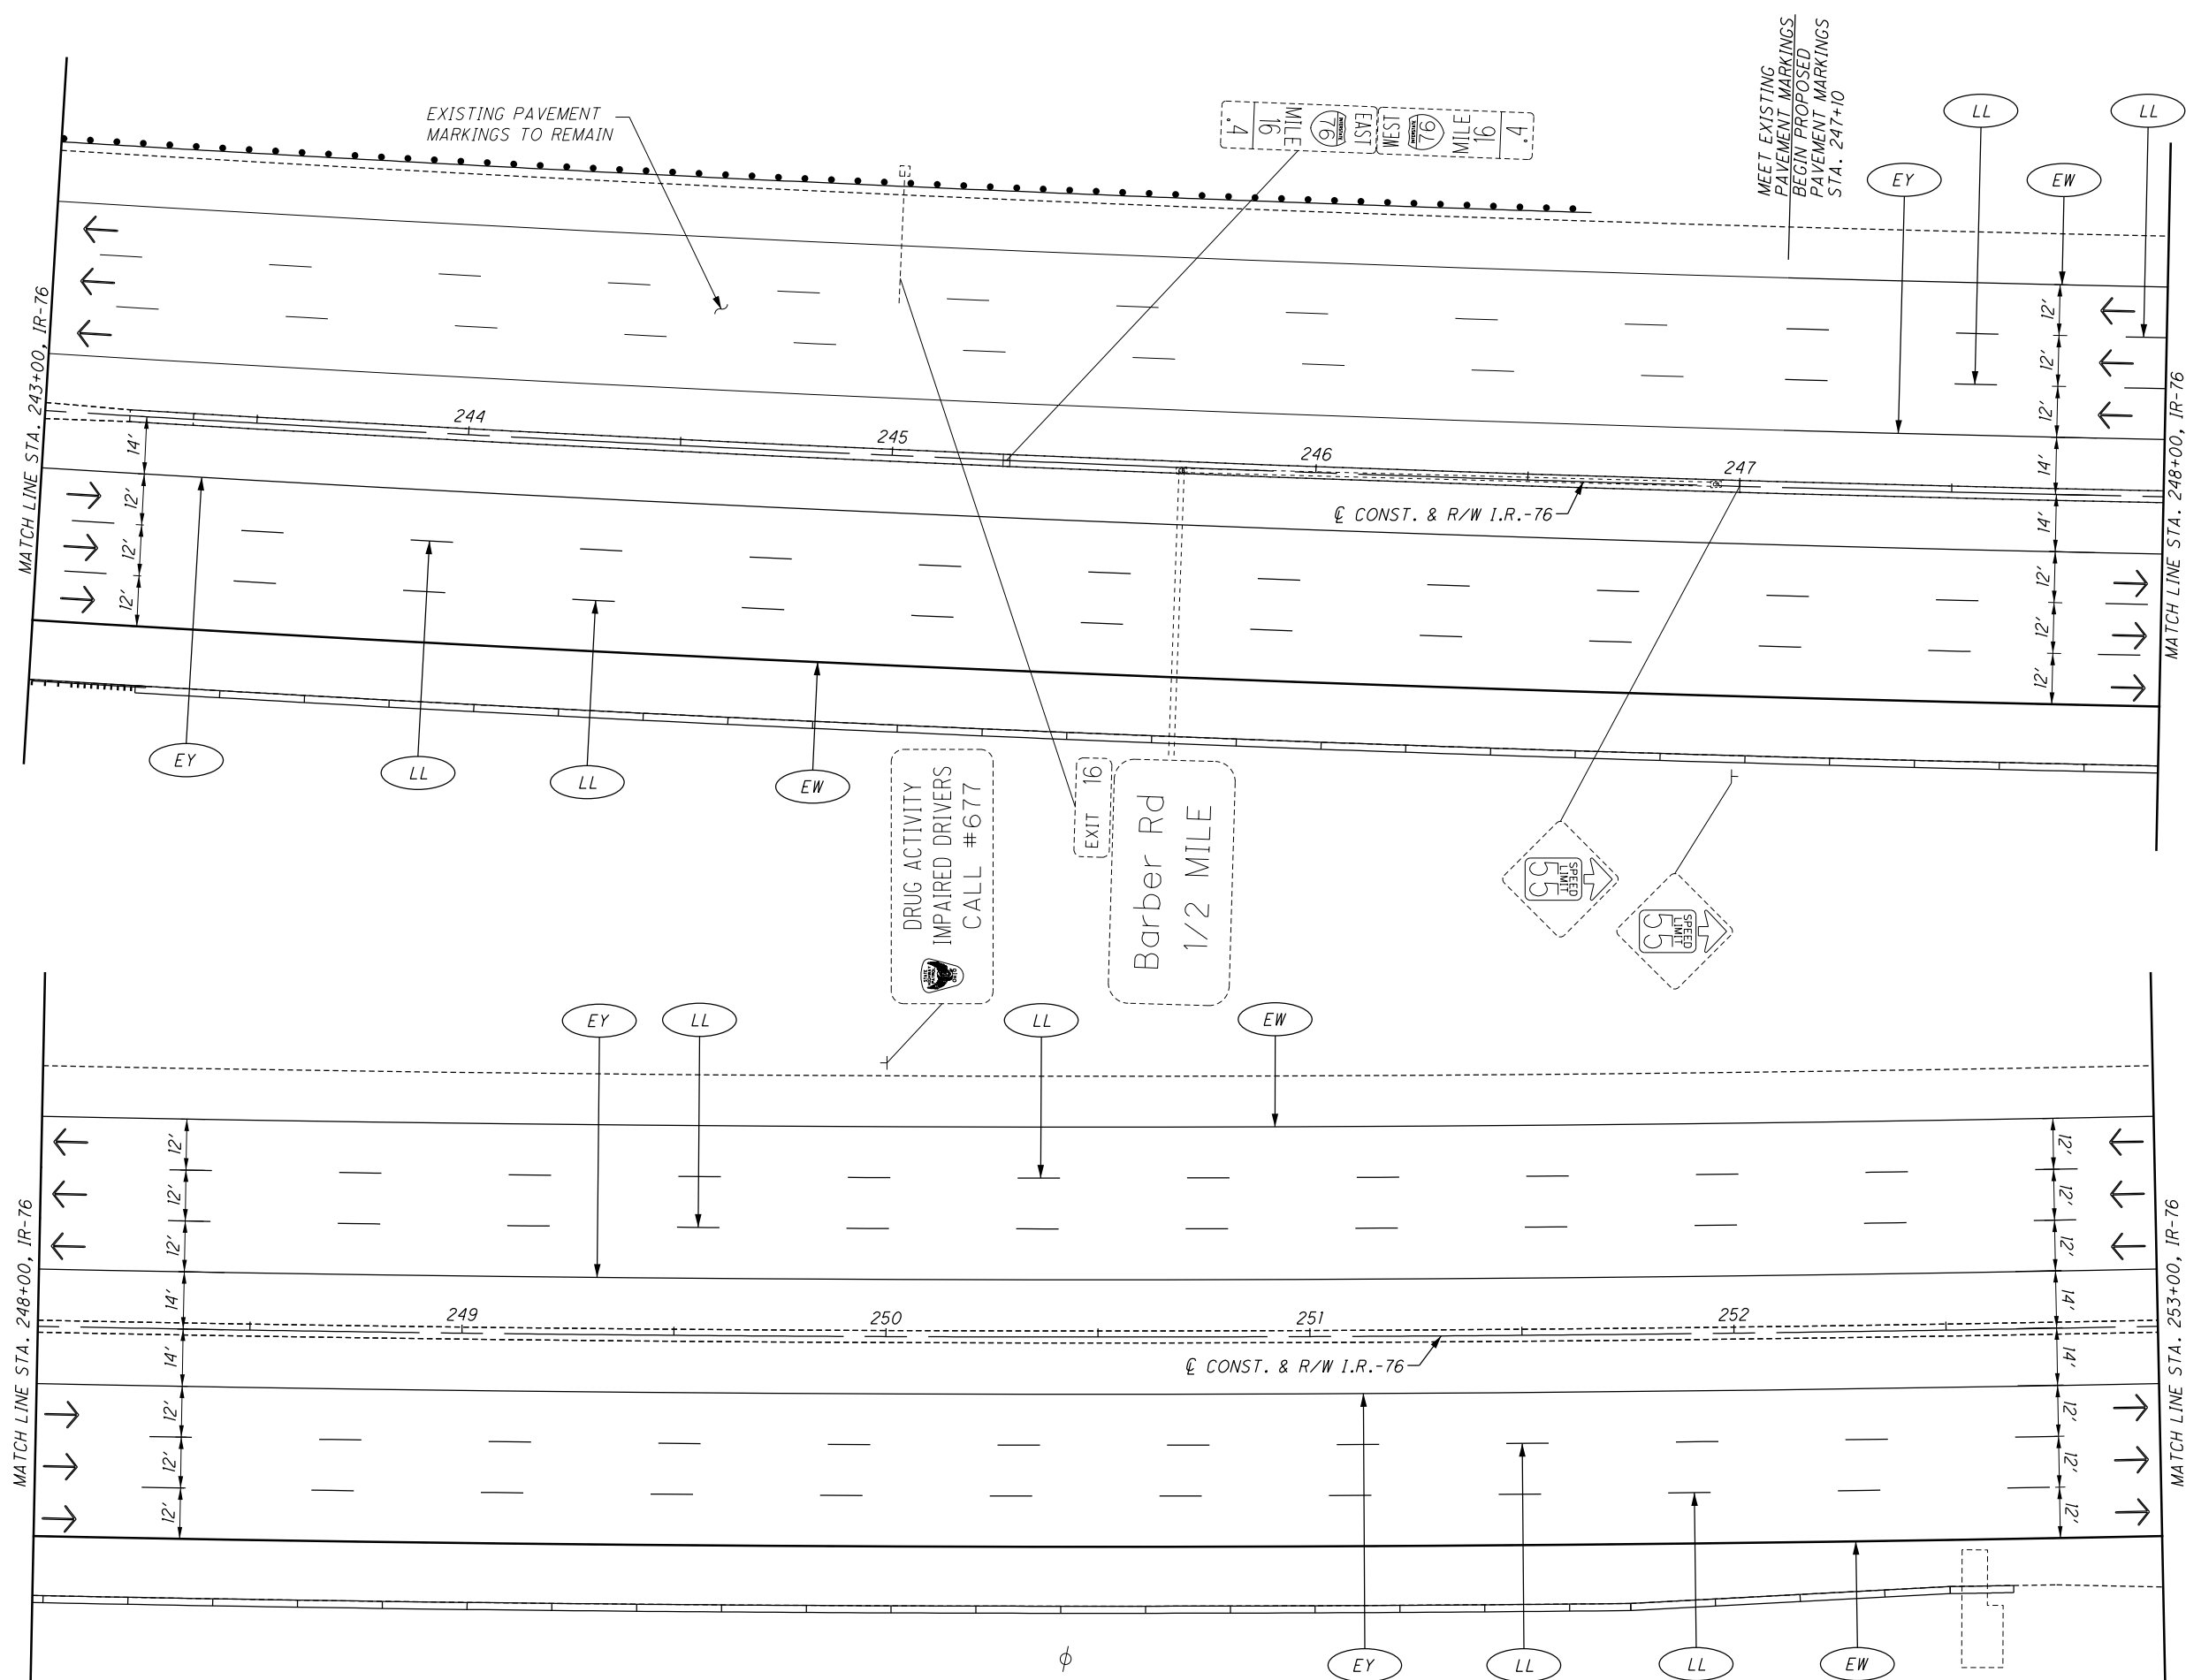 EXISTING PAVEMENT
MARKINGS TO REMAIN
EAST
76
MILE
16
.4
WEST
76
MILE
16
.4
MEET EXISTING
PAVEMENT MARKINGS
BEGIN PROPOSED
PAVEMENT MARKINGS
STA. 247+10
LL
LL
EY
EW
MATCH LINE STA. 243+00, IR-76
244
245
246
247
14'
12'
12'
12'
℄ CONST. & R/W I.R.-76
12'
12'
12'
14'
14'
12'
12'
12'
MATCH LINE STA. 248+00, IR-76
EY
LL
LL
EW
DRUG ACTIVITY
IMPAIRED DRIVERS
CALL #677
STATE
HIGHWAY
PATROL
OHIO
EXIT 16
Barber Rd
1/2 MILE
SPEED
LIMIT
55
SPEED
LIMIT
55
EY
LL
LL
EW
MATCH LINE STA. 248+00, IR-76
12'
12'
12'
14'
14'
12'
12'
12'
249
250
251
252
℄ CONST. & R/W I.R.-76
12'
12'
12'
14'
14'
12'
12'
12'
MATCH LINE STA. 253+00, IR-76
EY
LL
LL
EW